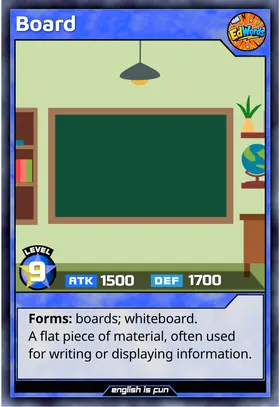 Board
EdWords
LEVEL
9
ATK 1500 DEF 1700
Forms: boards; whiteboard.
A flat piece of material, often used
for writing or displaying information.
english is fun